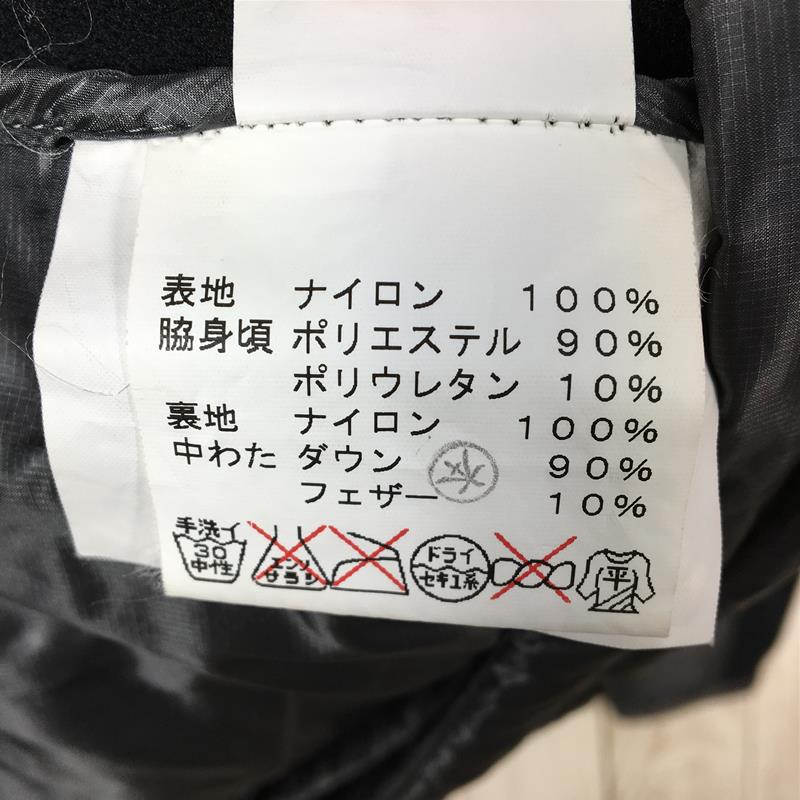 表地 ナイロン 100%
脇身頃 ポリエステル 90%
ポリウレタン 10%
裏地 ナイロン 100%
中わた ダウン 90%
フェザー 10%
手洗イ
30
中性
エンソ
サラシ
ドライ
セキユ系
平